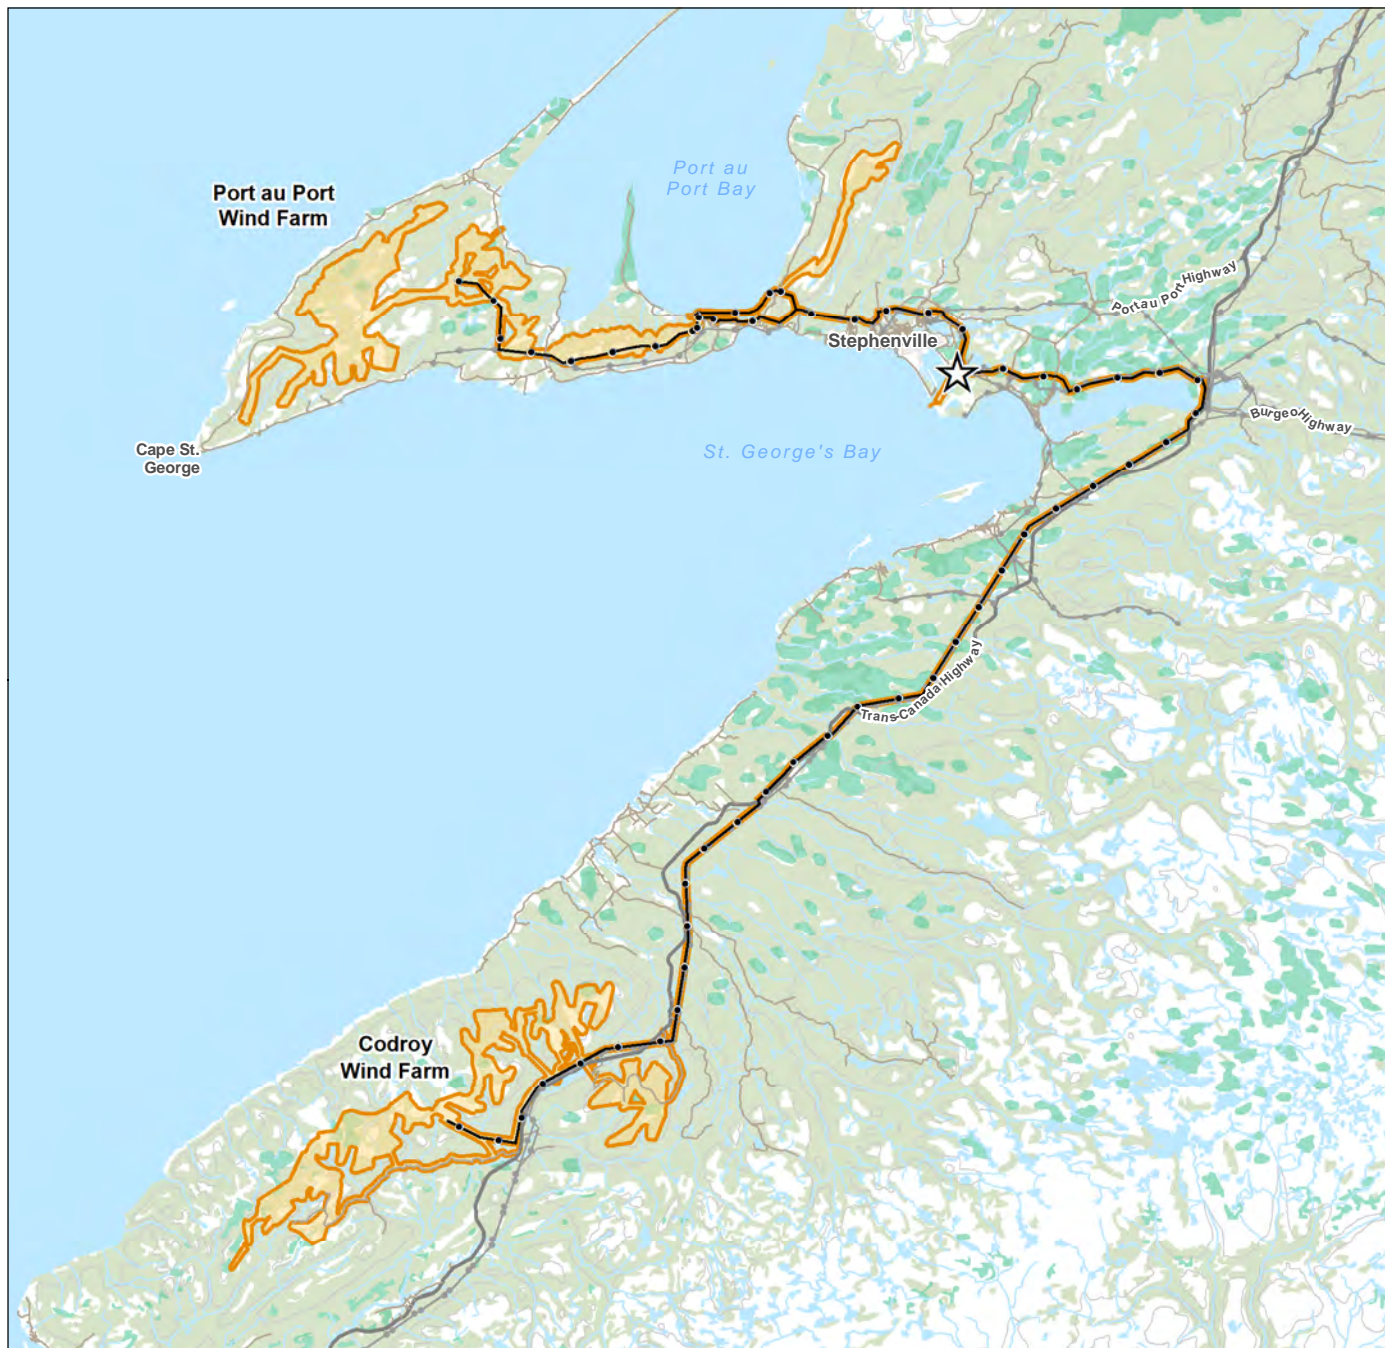 Port au
Port Bay
Port au Port
Wind Farm
Port au Port Highway
Stephenville
Burgeo Highway
Cape St.
George
St. George's Bay
Trans-Canada Highway
Codroy
Wind Farm